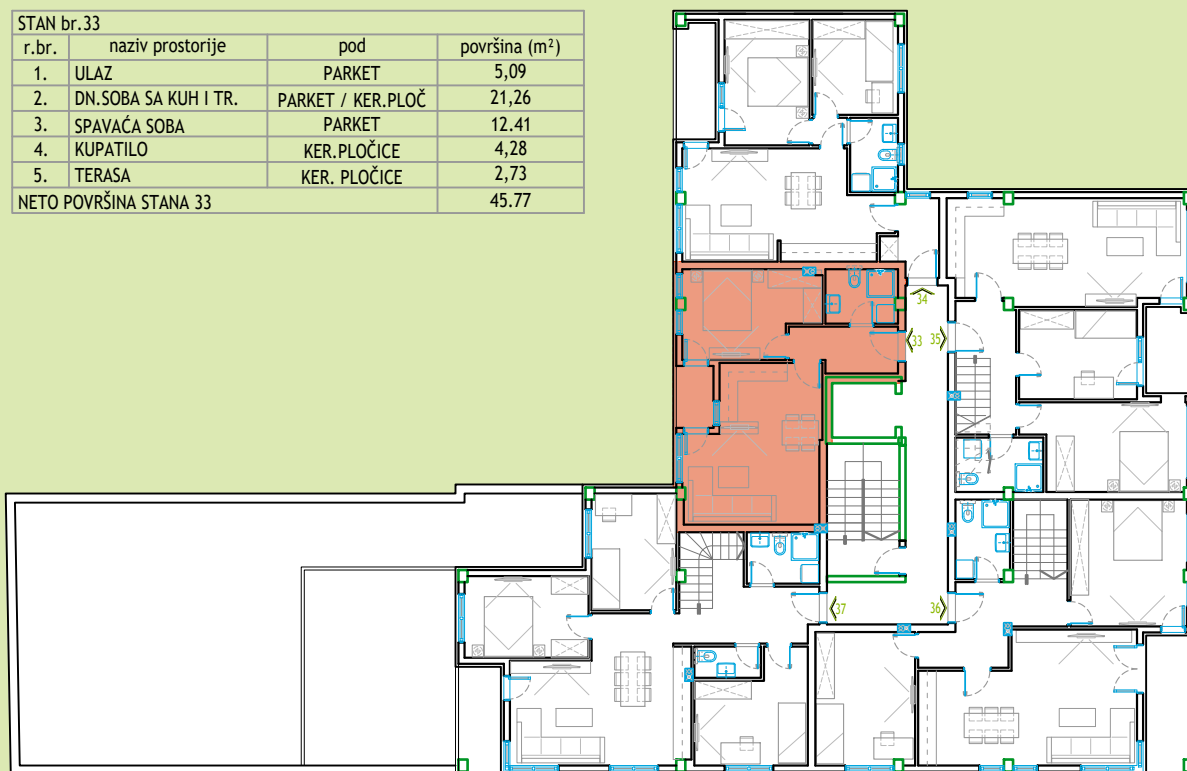 STAN br.33
r.br. naziv prostorije pod površina (m²)
1. ULAZ PARKET 5,09
2. DN.SOBA SA KUH I TR. PARKET / KER.PLOČ 21,26
3. SPAVAĆA SOBA PARKET 12.41
4. KUPATILO KER.PLOČICE 4,28
5. TERASA KER. PLOČICE 2,73
NETO POVRŠINA STANA 33 45.77
34
33 35
37 36